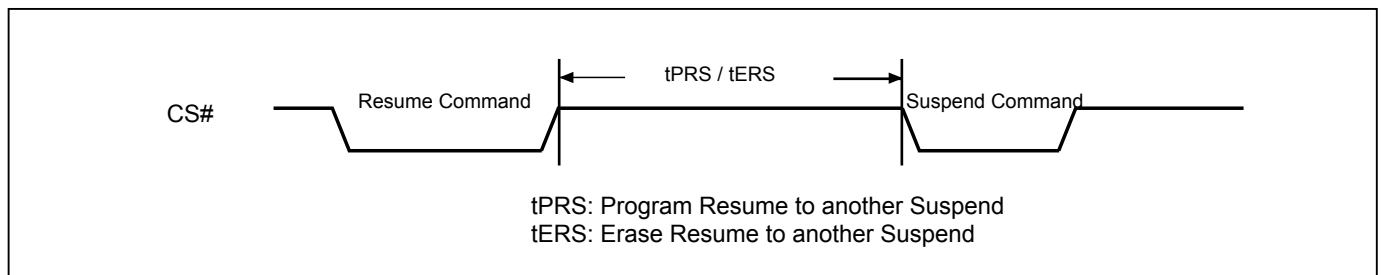 tPRS / tERS
Resume Command
Suspend Command
CS#
tPRS: Program Resume to another Suspend
tERS: Erase Resume to another Suspend